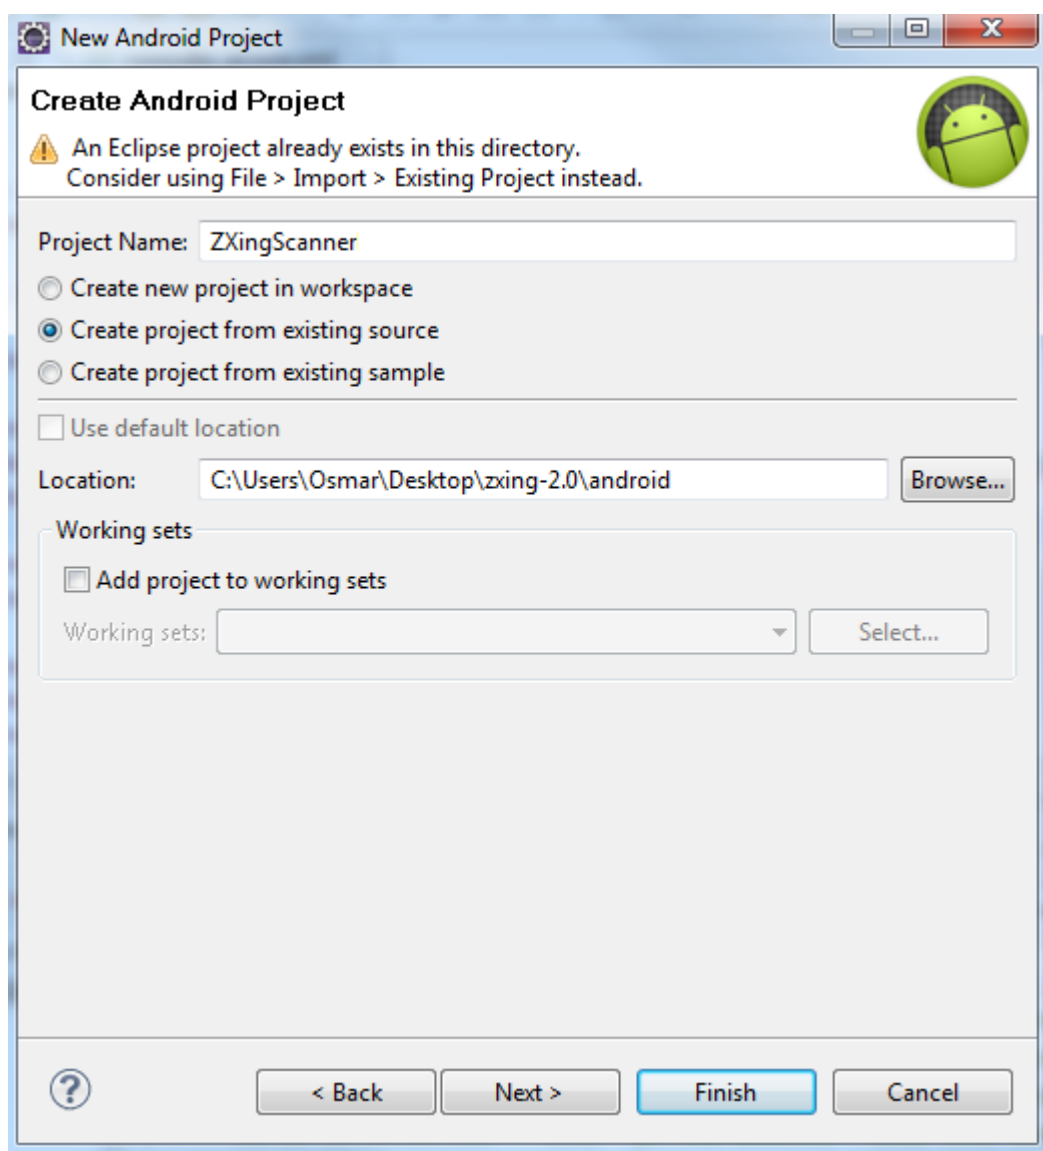 New Android Project
Create Android Project
An Eclipse project already exists in this directory.
Consider using File > Import > Existing Project instead.
Project Name: ZXingScanner
Create new project in workspace
Create project from existing source
Create project from existing sample
Use default location
Location: C:\Users\Osmar\Desktop\zxing-2.0\android Browse...
Working sets
Add project to working sets
Working sets: Select...
< Back Next > Finish Cancel